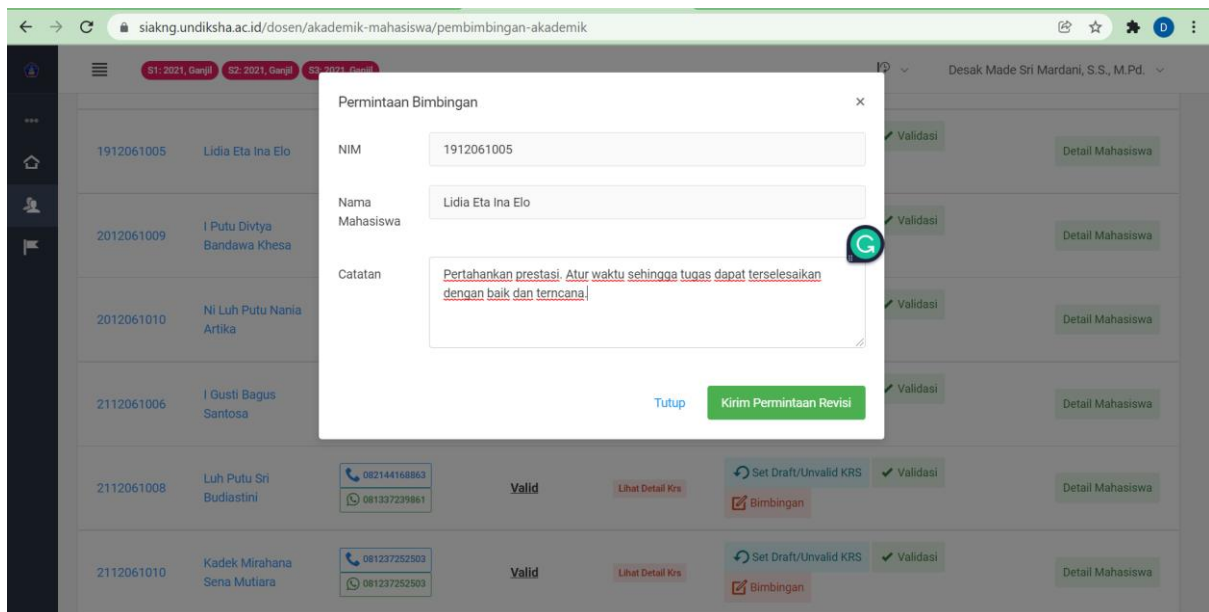 siakng.undiksha.ac.id/dosen/akademik-mahasiswa/pembimbingan-akademik
D
S1: 2021, Ganjil S2: 2021, Ganjil S3: 2021, Ganjil
Desak Made Sri Mardani, S.S., M.Pd.
Permintaan Bimbingan ×
NIM 1912061005
Nama
Mahasiswa
Lidia Eta Ina Elo
Catatan
Pertahankan prestasi. Atur waktu sehingga tugas dapat terselesaikan
dengan baik dan terncana.
Tutup Kirim Permintaan Revisi
1912061005 Lidia Eta Ina Elo Validasi Detail Mahasiswa
2012061009
I Putu Divtya
Bandawa Khesa
Validasi
Detail Mahasiswa
2012061010
Ni Luh Putu Nania
Artika
Validasi
Detail Mahasiswa
2112061006
I Gusti Bagus
Santosa
Validasi
Detail Mahasiswa
2112061008
Luh Putu Sri
Budiastini
082144168863
081337239861
Valid
Lihat Detail Krs
Set Draft/Unvalid KRS
Validasi
Bimbingan
Detail Mahasiswa
2112061010
Kadek Mirahana
Sena Mutiara
081237252503
081237252503
Valid
Lihat Detail Krs
Set Draft/Unvalid KRS
Validasi
Bimbingan
Detail Mahasiswa